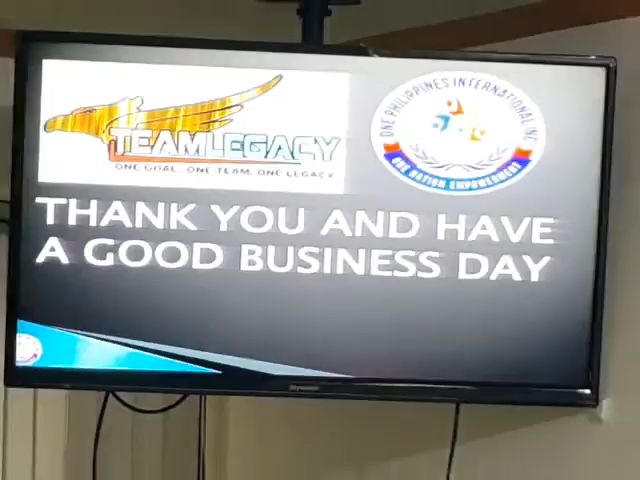 TEAMLEGACY
ONE GOAL. ONE TEAM. ONE LEGACY
ONE PHILIPPINES INTERNATIONAL INC.
ONE NATION EMPOWERMENT
THANK YOU AND HAVE
A GOOD BUSINESS DAY